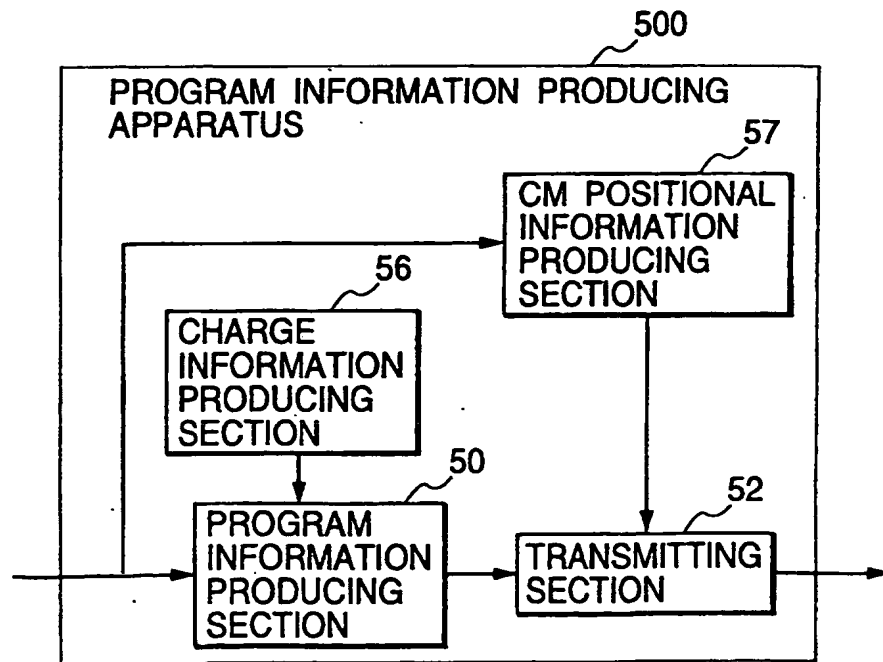 500
PROGRAM INFORMATION PRODUCING
APPARATUS
57
CM POSITIONAL
INFORMATION
PRODUCING
SECTION
56
CHARGE
INFORMATION
PRODUCING
SECTION
50
PROGRAM
INFORMATION
PRODUCING
SECTION
52
TRANSMITTING
SECTION